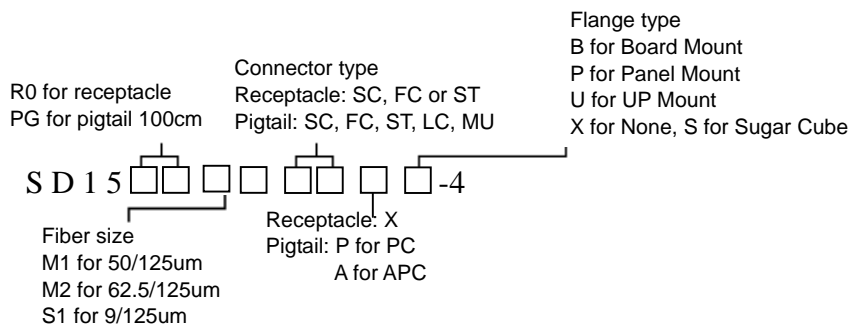 Flange type
B for Board Mount
P for Panel Mount
U for UP Mount
X for None, S for Sugar Cube
Connector type
Receptacle: SC, FC or ST
Pigtail: SC, FC, ST, LC, MU
R0 for receptacle
PG for pigtail 100cm
S D 1 5 □□ □□ □□ □ □ -4
Receptacle: X
Pigtail: P for PC
A for APC
Fiber size
M1 for 50/125um
M2 for 62.5/125um
S1 for 9/125um